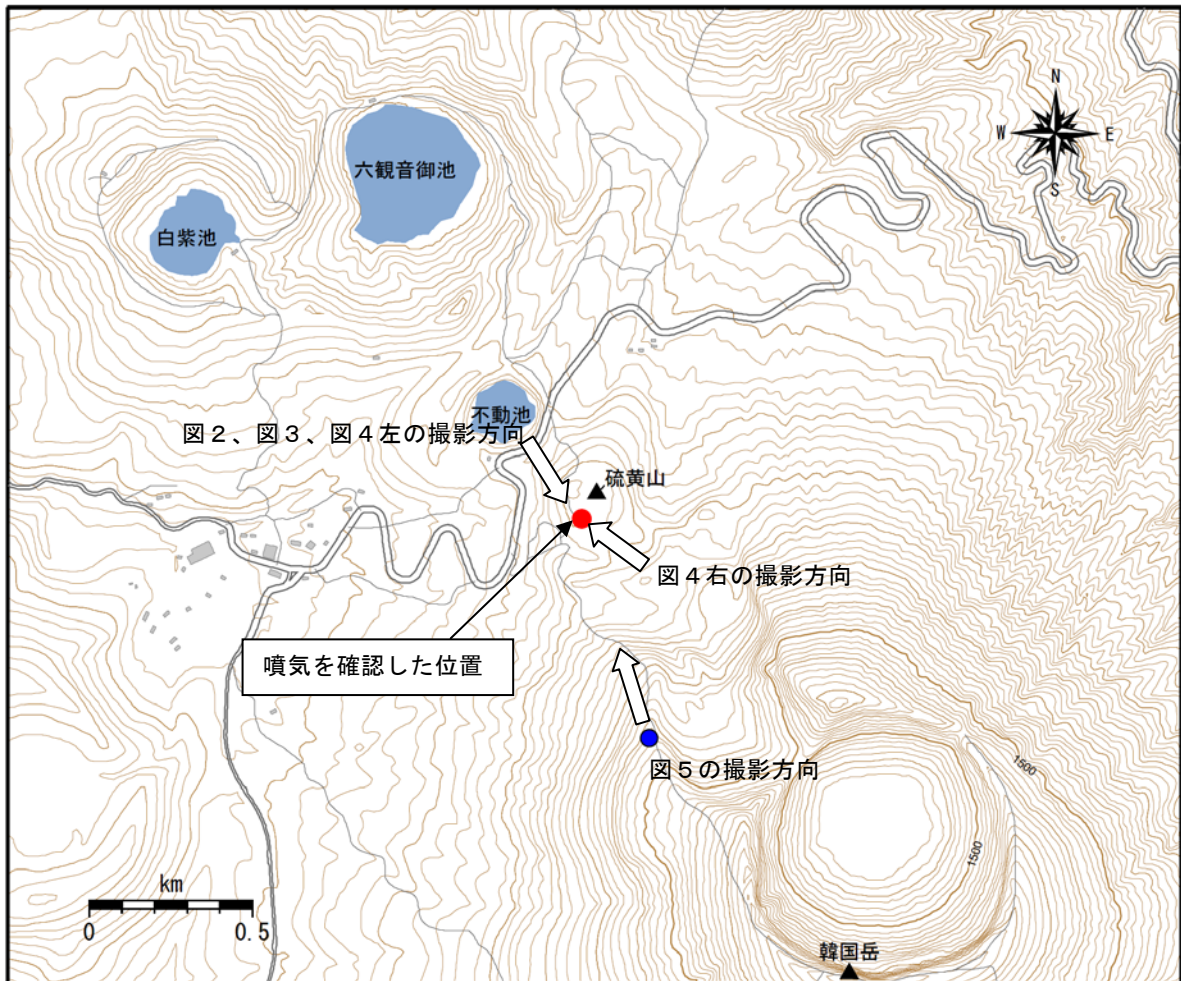 N
W
E
S
六観音御池
白紫池
不動池
図2、図3、図4左の撮影方向
硫黄山
図4右の撮影方向
噴気を確認した位置
図5の撮影方向
1500
1500
km
0
0.5
韓国岳